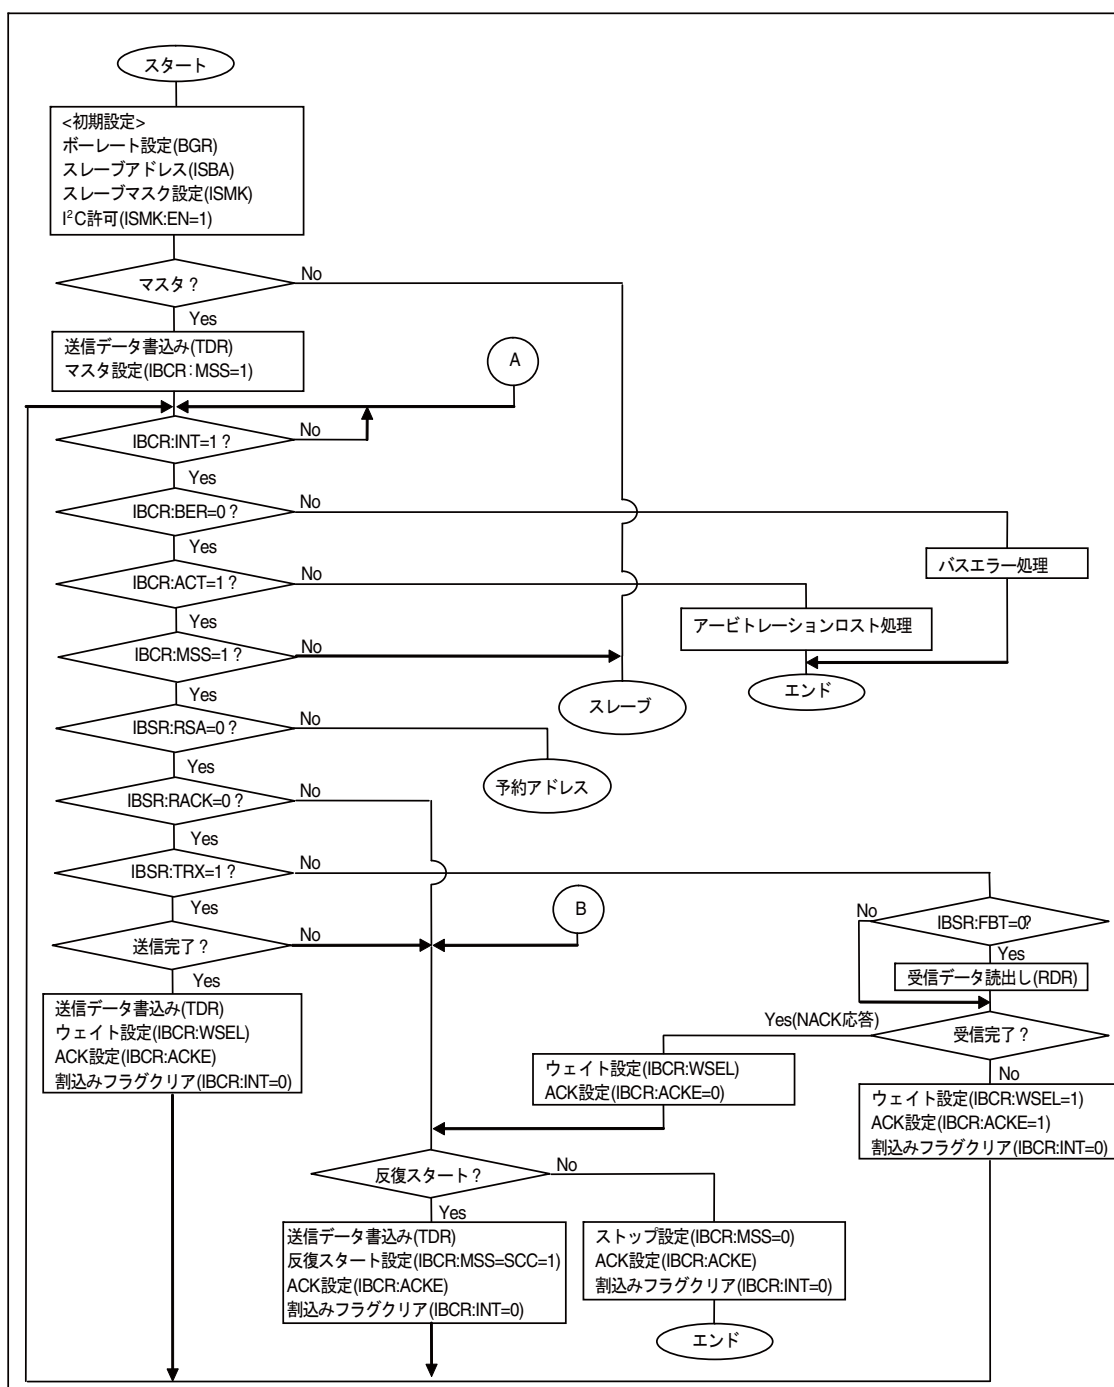 スタート
<初期設定>
ボーレート設定(BGR)
スレーブアドレス(ISBA)
スレーブマスク設定(ISMK)
I²C許可(ISMK:EN=1)
マスタ?
No
Yes
送信データ書込み(TDR)
マスタ設定(IBCR:MSS=1)
A
IBCR:INT=1?
No
Yes
IBCR:BER=0?
No
Yes
バスエラー処理
IBCR:ACT=1?
No
Yes
アービトレーションロスト処理
IBCR:MSS=1?
No
Yes
エンド
スレーブ
IBSR:RSA=0?
No
Yes
予約アドレス
IBSR:RACK=0?
No
Yes
IBSR:TRX=1?
No
Yes
B
No
IBSR:FBT=0?
Yes
送信完了?
No
Yes
受信データ読出し(RDR)
送信データ書込み(TDR)
ウェイト設定(IBCR:WSEL)
ACK設定(IBCR:ACKE)
割込みフラグクリア(IBCR:INT=0)
Yes(NACK応答)
受信完了?
No
ウェイト設定(IBCR:WSEL)
ACK設定(IBCR:ACKE=0)
ウェイト設定(IBCR:WSEL=1)
ACK設定(IBCR:ACKE=1)
割込みフラグクリア(IBCR:INT=0)
反復スタート?
No
Yes
送信データ書込み(TDR)
反復スタート設定(IBCR:MSS=SCC=1)
ACK設定(IBCR:ACKE)
割込みフラグクリア(IBCR:INT=0)
ストップ設定(IBCR:MSS=0)
ACK設定(IBCR:ACKE)
割込みフラグクリア(IBCR:INT=0)
エンド